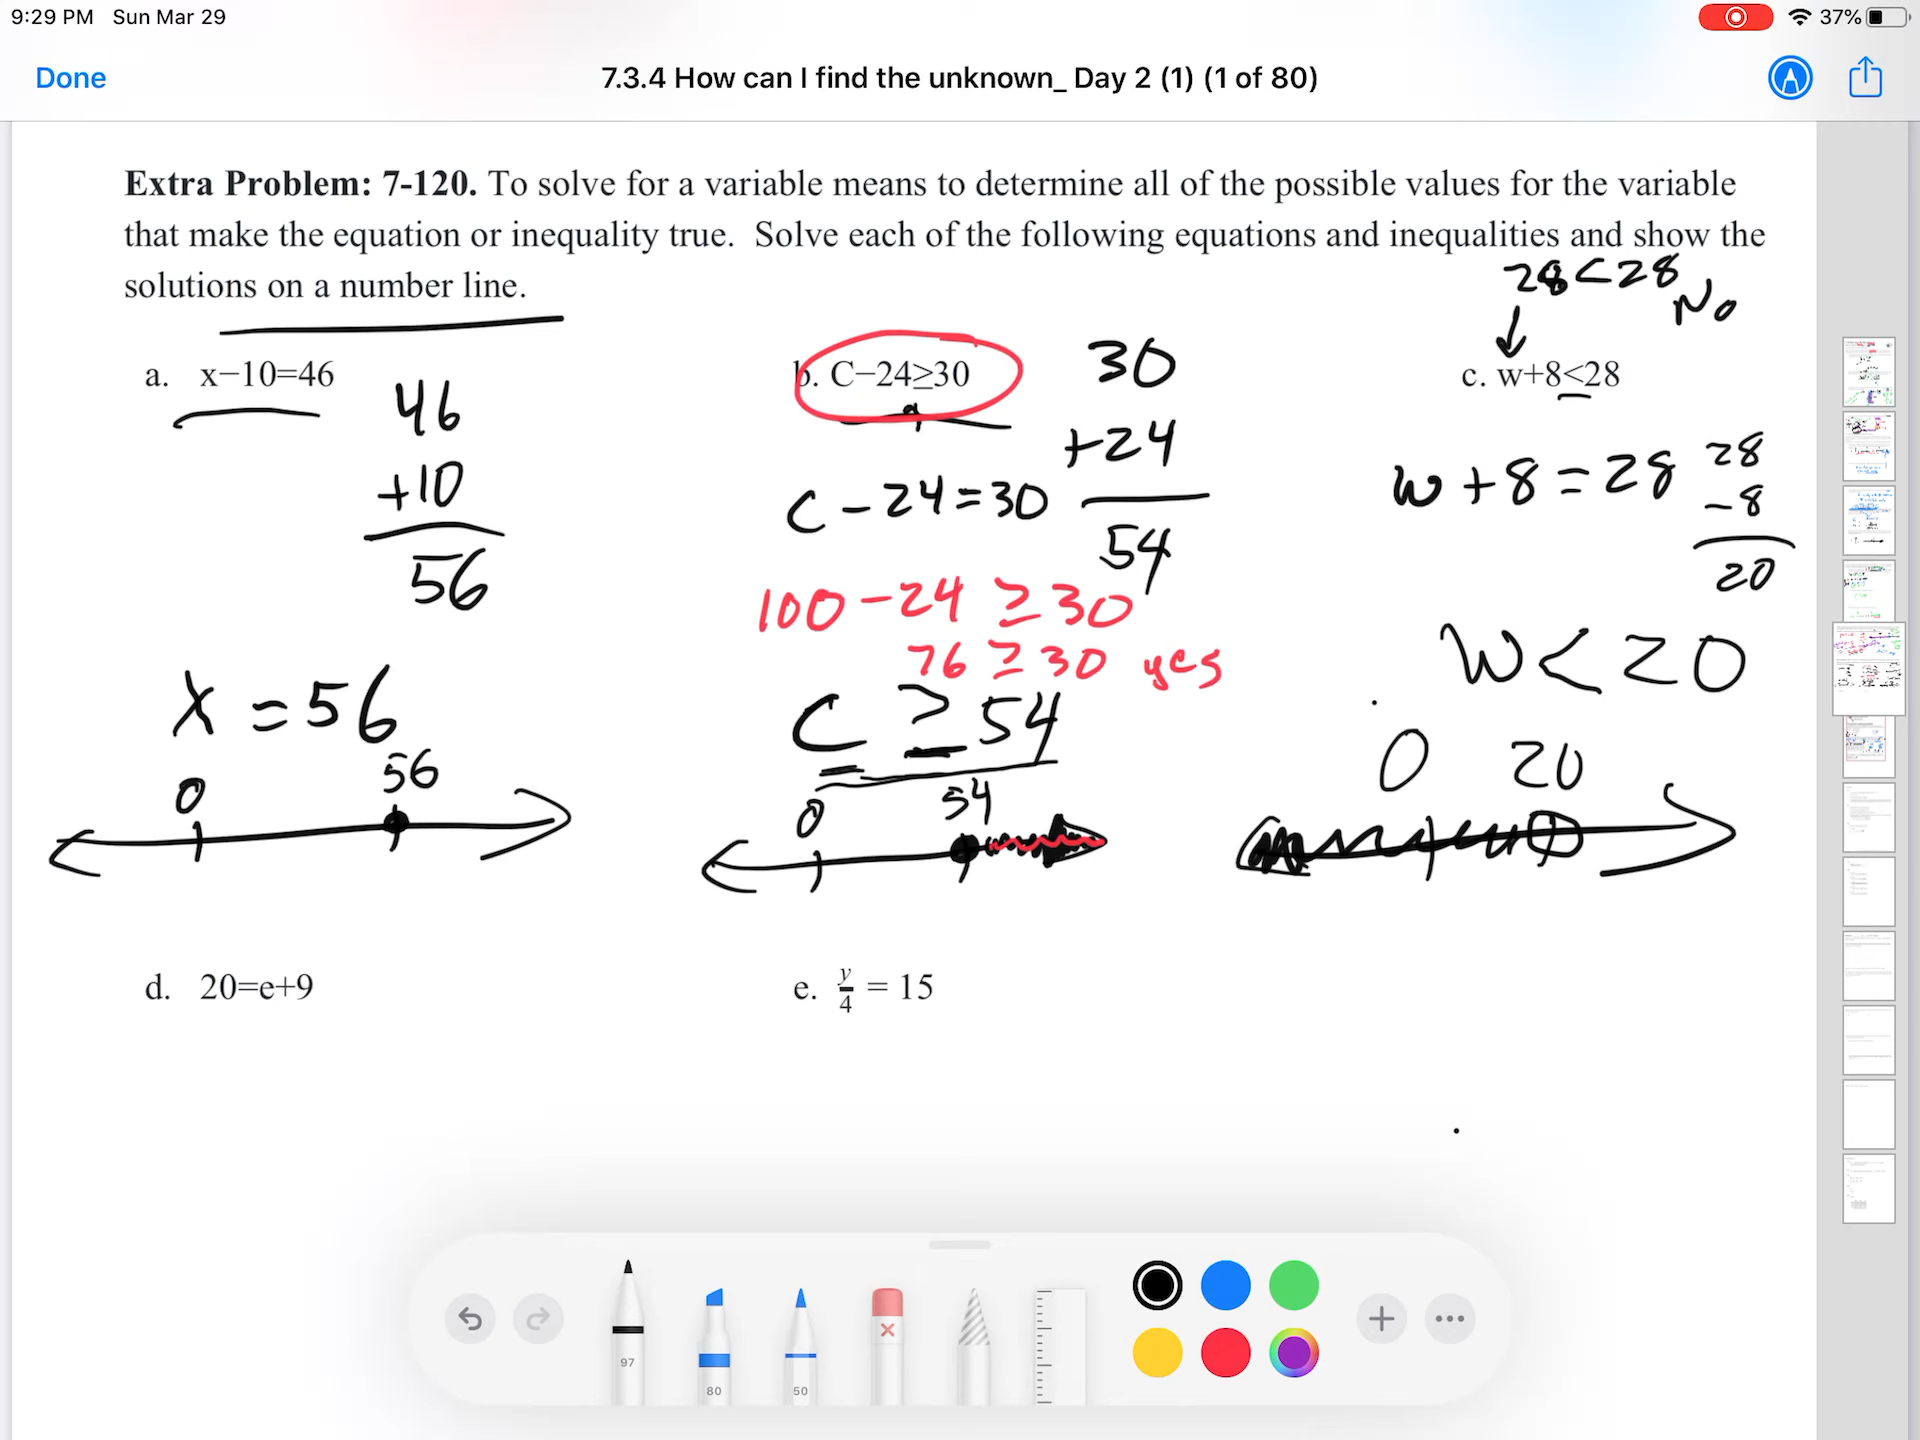 9:29 PM Sun Mar 29
37%
Done
7.3.4 How can I find the unknown_ Day 2 (1) (1 of 80)
Extra Problem: 7-120. To solve for a variable means to determine all of the possible values for the variable
that make the equation or inequality true. Solve each of the following equations and inequalities and show the
solutions on a number line.
a. x−10=46
46
+10
56
x = 56
0 56
b. C−24≥30
30
+24
54
c - 24 = 30
100 - 24 ≥ 30
76 ≥ 30 yes
C ≥ 54
0 54
28 < 28
No
c. w+8<28
w + 8 = 28
28
-8
20
W < 20
0 20
d. 20=e+9
e. y/4 = 15
97
80
50